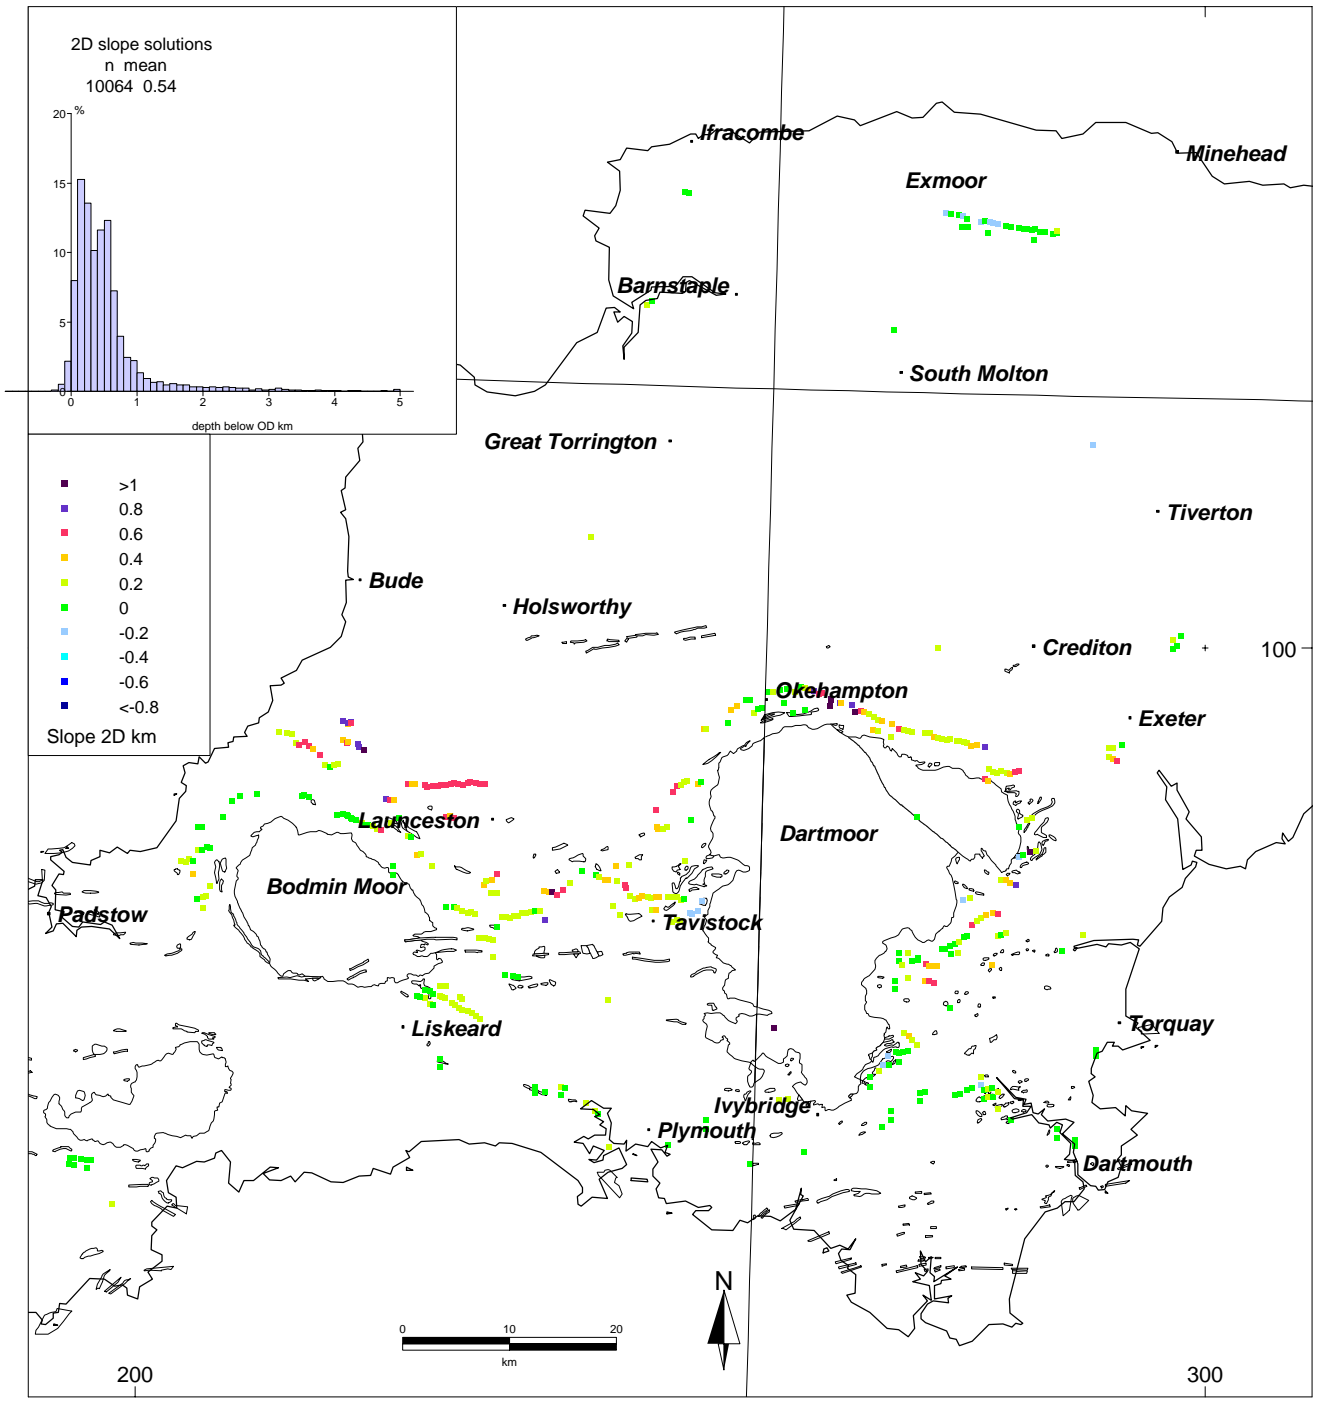 2D slope solutions
n mean
10064 0.54
20
%
15
10
5
0
0 1 2 3 4 5
depth below OD km
Ifracombe
Minehead
Exmoor
Barnstaple
South Molton
Great Torrington
>1
0.8
0.6
0.4
0.2
0
-0.2
-0.4
-0.6
<-0.8
Slope 2D km
Tiverton
Bude
Holsworthy
Crediton
100
Okehampton
Exeter
Launceston
Dartmoor
Bodmin Moor
Padstow
Tavistock
Liskeard
Torquay
Ivybridge
Plymouth
Dartmouth
N
0 10 20
km
200
300